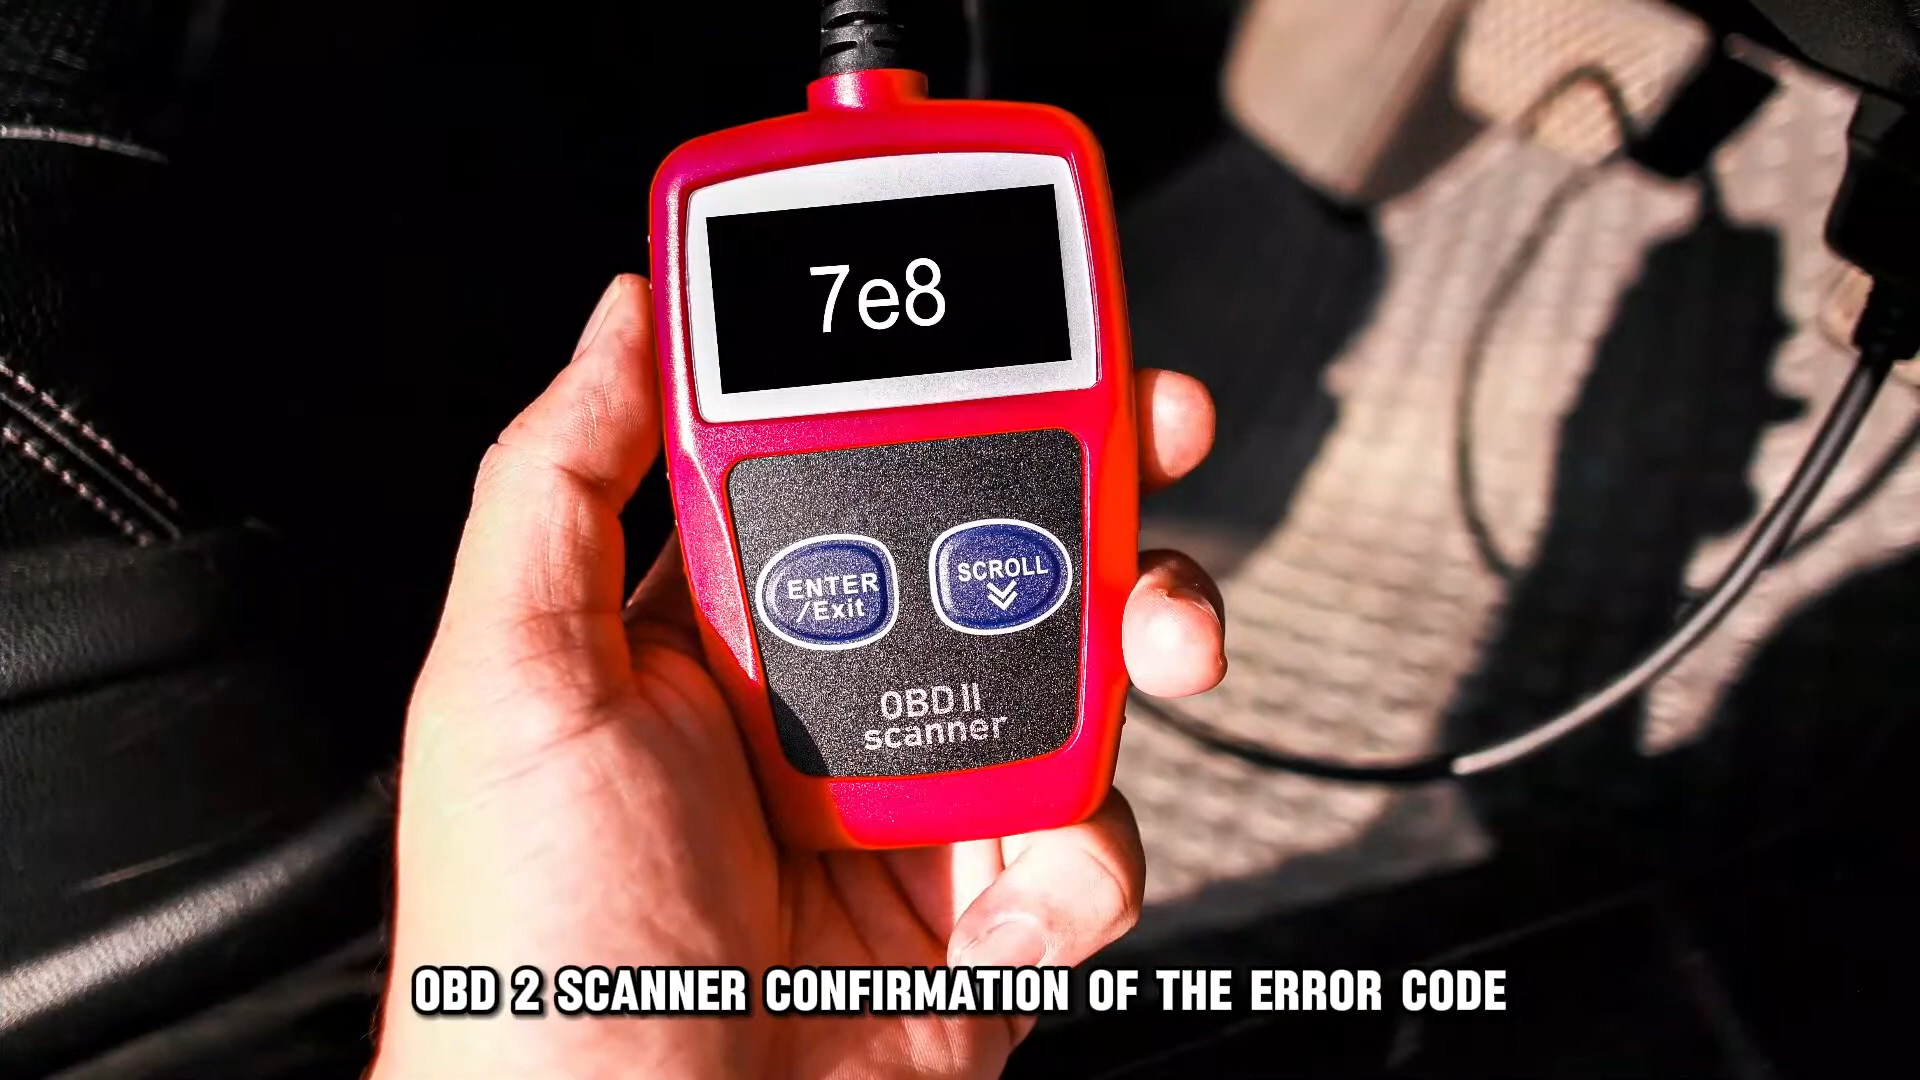 7e8
ENTER
/Exit
SCROLL
OBD II
scanner
OBD 2 SCANNER CONFIRMATION OF THE ERROR CODE